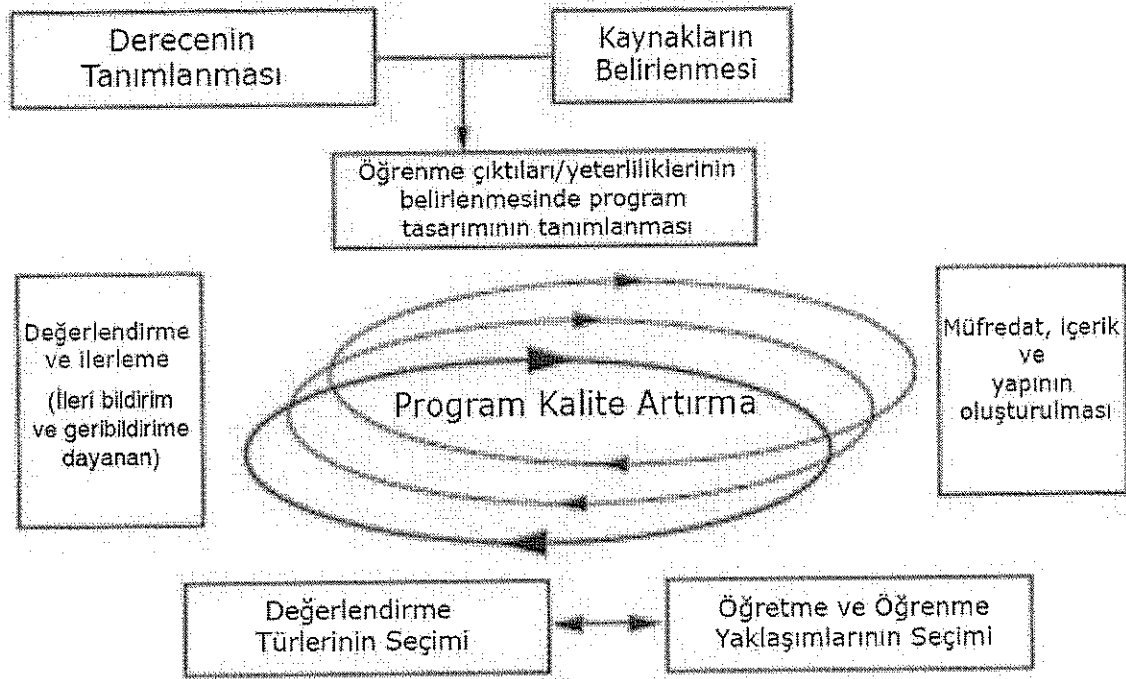 Derecenin
Tanımlanması
Kaynakların
Belirlenmesi
Öğrenme çıktıları/yeterliliklerinin
belirlenmesinde program
tasarımının tanımlanması
Değerlendirme
ve ilerleme
(İleri bildirim
ve geribildirime
dayanan)
Program Kalite Artırma
Müfredat, içerik
ve
yapının
oluşturulması
Değerlendirme
Türlerinin Seçimi
Öğretme ve Öğrenme
Yaklaşımlarının Seçimi